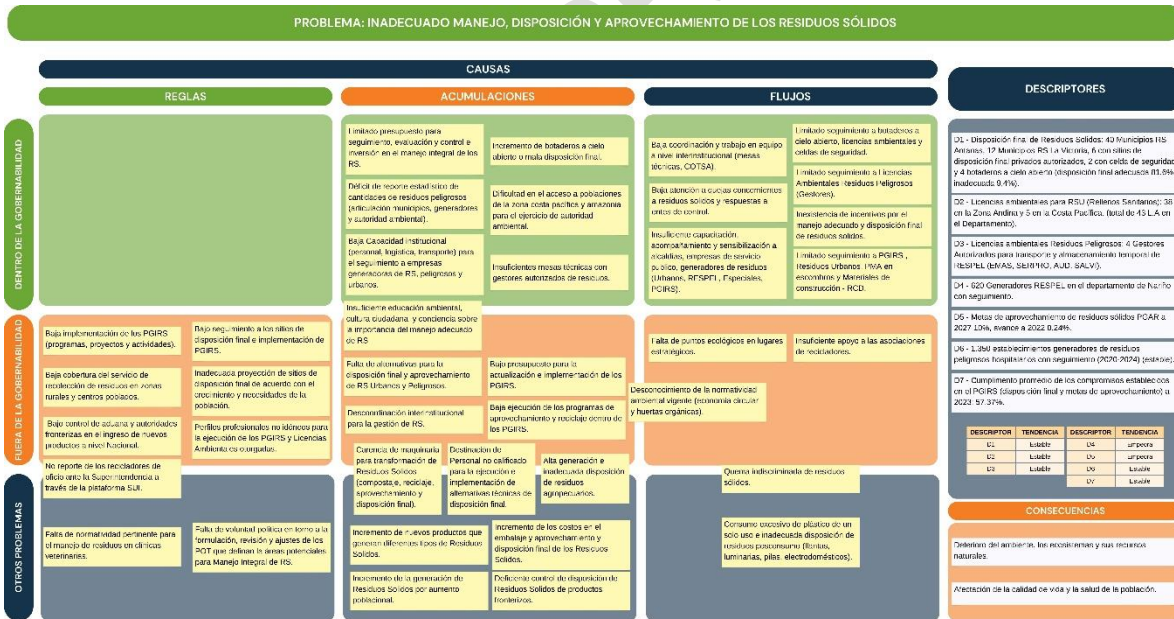 PROBLEMA: INADECUADO MANEJO, DISPOSICIÓN Y APROVECHAMIENTO DE LOS RESIDUOS SÓLIDOS
CAUSAS
REGLAS
ACUMULACIONES
FLUJOS
DESCRIPTORES
DENTRO DE LA GOBERNABILIDAD
Limitado presupuesto para
seguimiento, evaluación y control e
inversión en el manejo integral de los
RS.
Incremento de botaderos a cielo
abierto o mala disposición final.
Déficit de reporte estadístico de
cantidades de residuos peligrosos
(articulación municipios, generadores
y autoridad ambiental).
Dificultad en el acceso a poblaciones
de la zona costa pacífica y amazonia
para el ejercicio de autoridad
ambiental.
Baja Capacidad institucional
(personal, logística, transporte) para
el seguimiento a empresas
generadoras de RS, peligrosos y
urbanos.
Insuficientes mesas técnicas con
gestores autorizados de residuos.
Insuficiente educación ambiental,
cultura ciudadana y conciencia sobre
la importancia del manejo adecuado
de RS
Baja coordinación y trabajo en equipo
a nivel interinstitucional (mesas
técnicas, COTSA).
Limitado seguimiento a botaderos a
cielo abierto, licencias ambientales y
celdas de seguridad.
Baja atención a quejas concernientes
a residuos solidos y respuestas a
entes de control.
Limitado seguimiento a Licencias
Ambientales Residuos Peligrosos
(Gestores).
Insuficiente capacitación,
acompañamiento y sensibilización a
alcaldías, empresas de servicio
publico, generadores de residuos
(Urbanos, RESPEL, Especiales,
PGIRS).
Inexistencia de incentivos por el
manejo adecuado y disposición final
de residuos solidos.
Limitado seguimiento a PGIRS ,
Residuos Urbanos, PMA en
escombros y Materiales de
construcción - RCD.
FUERA DE LA GOBERNABILIDAD
Baja implementación de los PGIRS
(programas, proyectos y actividades).
Bajo seguimiento a los sitios de
disposición final e implementación de
PGIRS.
Baja cobertura del servicio de
recolección de residuos en zonas
rurales y centros poblados.
Inadecuada proyección de sitios de
disposición final de acuerdo con el
crecimiento y necesidades de la
población.
Bajo control de aduana y autoridades
fronterizas en el ingreso de nuevos
productos a nivel Nacional.
Perfiles profesionales no idóneos para
la ejecución de los PGIRS y Licencias
Ambientales otorgadas.
No reporte de los recicladores de
oficio ante la Superintendencia a
través de la plataforma SUI.
Falta de alternativas para la
disposición final y aprovechamiento
de RS Urbanos y Peligrosos.
Bajo presupuesto para la
actualización e implementación de los
PGIRS.
Descoordinación interinstitucional
para la gestión de RS.
Baja ejecución de los programas de
aprovechamiento y reciclaje dentro de
los PGIRS.
Carencia de maquinaria
para transformación de
Residuos Solidos
(compostaje, reciclaje,
aprovechamiento y
disposición final).
Destinación de
Personal no calificado
para la ejecución e
implementación de
alternativas técnicas de
disposición final.
Alta generación e
inadecuada disposición
de residuos
agropecuarios.
Falta de puntos ecológicos en lugares
estratégicos.
Insuficiente apoyo a las asociaciones
de recicladores.
Desconocimiento de la normatividad
ambiental vigente (economía circular
y huertas orgánicas).
Quema indiscriminada de residuos
sólidos.
OTROS PROBLEMAS
Falta de normatividad pertinente para
el manejo de residuos en clínicas
veterinarias.
Falta de voluntad política en torno a la
formulación, revisión y ajustes de los
POT que definan la áreas potenciales
para Manejo Integral de RS.
Incremento de nuevos productos que
generan diferentes tipos de Residuos
Solidos.
Incremento de los costos en el
embalaje y aprovechamiento y
disposición final de los Residuos
Sólidos.
Incremento de la generación de
Residuos Solidos por aumento
poblacional.
Deficiente control de disposición de
Residuos Solidos de productos
fronterizos.
Consumo excesivo de plástico de un
solo uso e inadecuada disposición de
residuos posconsumo (llantas,
luminarias, pilas, electrodomésticos).
D1 - Disposición final de Residuos Solidos: 40 Municipios RS
Antanas, 12 Municipios RS La Victoria, 6 con sitios de
disposición final privados autorizados, 2 con celda de seguridad
y 4 botaderos a cielo abierto (disposición final adecuada
inadecuada 9.4%).
D2 - Licencias ambientales para RSU (Rellenos Sanitarios): 38
en la Zona Andina y 5 en la Costa Pacífica, (total de 43 L.A en
el Departamento).
D3 - Licencias ambientales Residuos Peligrosos: 4 Gestores
Autorizados para transporte y almacenamiento temporal de
RESPEL (EMAS, SERPRO, AUD, SALVI).
D4 - 620 Generadores RESPEL en el departamento de Nariño
con seguimiento.
D5 - Metas de aprovechamiento de residuos sólidos PGAR a
2027 10%, avance a 2022 0.24%.
D6 - 1.350 establecimientos generadores de residuos
peligrosos hospitalarios con seguimiento (2020-2024) (estable).
D7 - Cumplimiento promedio de los compromisos establecidos
en el PGIRS (disposición final y metas de aprovechamiento) a
2023: 57.37%.
DESCRIPTOR TENDENCIA DESCRIPTOR TENDENCIA
D1 Estable D4 Empeora
D2 Estable D5 Empeora
D3 Estable D6 Estable
D7 Estable
CONSECUENCIAS
Deterioro del ambiente, los ecosistemas y sus recursos
naturales.
Afectación de la calidad de vida y la salud de la población.